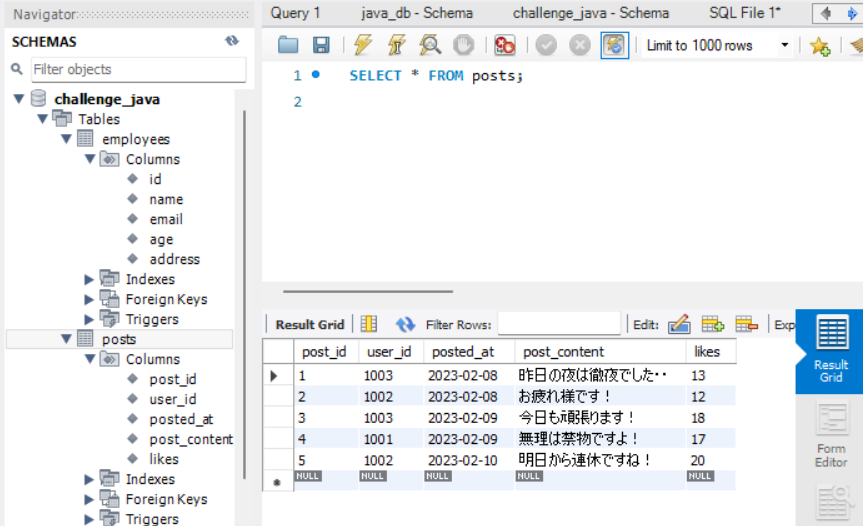 Navigator
SCHEMAS
Filter objects
challenge_java
Tables
employees
Columns
id
name
email
age
address
Indexes
Foreign Keys
Triggers
posts
Columns
post_id
user_id
posted_at
post_content
likes
Indexes
Foreign Keys
Triggers
Query 1 java_db - Schema challenge_java - Schema SQL File 1*
Limit to 1000 rows
1 SELECT * FROM posts;
2
Result Grid Filter Rows: Edit: Exp
post_id user_id posted_at post_content likes
1 1003 2023-02-08 昨日の夜は徹夜でした・・ 13
2 1002 2023-02-08 お疲れ様です! 12
3 1003 2023-02-09 今日も頑張ります! 18
4 1001 2023-02-09 無理は禁物ですよ! 17
5 1002 2023-02-10 明日から連休ですね! 20
NULL NULL NULL NULL NULL
Result
Grid
Form
Editor